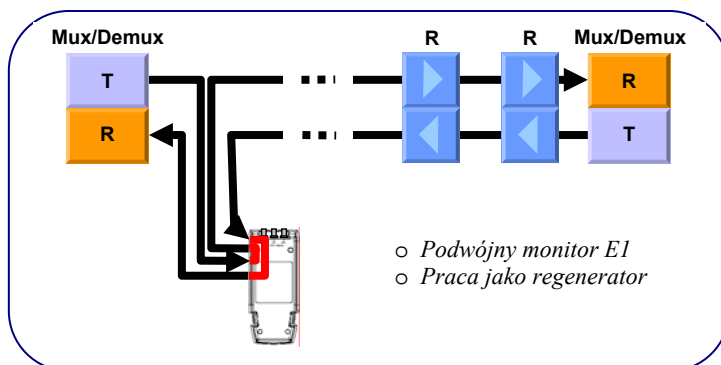 Mux/Demux R R Mux/Demux
T R
R T
o Podwójny monitor E1
o Praca jako regenerator